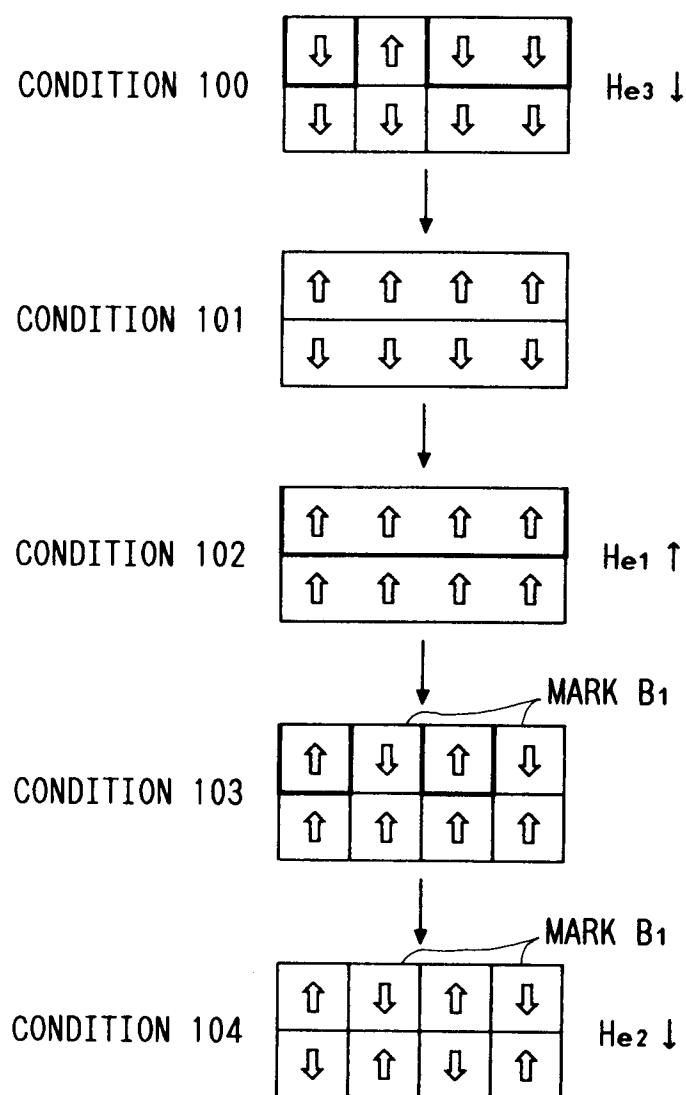 CONDITION 100 He3 ↓
CONDITION 101
CONDITION 102 He1 ↑
MARK B1
CONDITION 103
MARK B1
CONDITION 104 He2 ↓